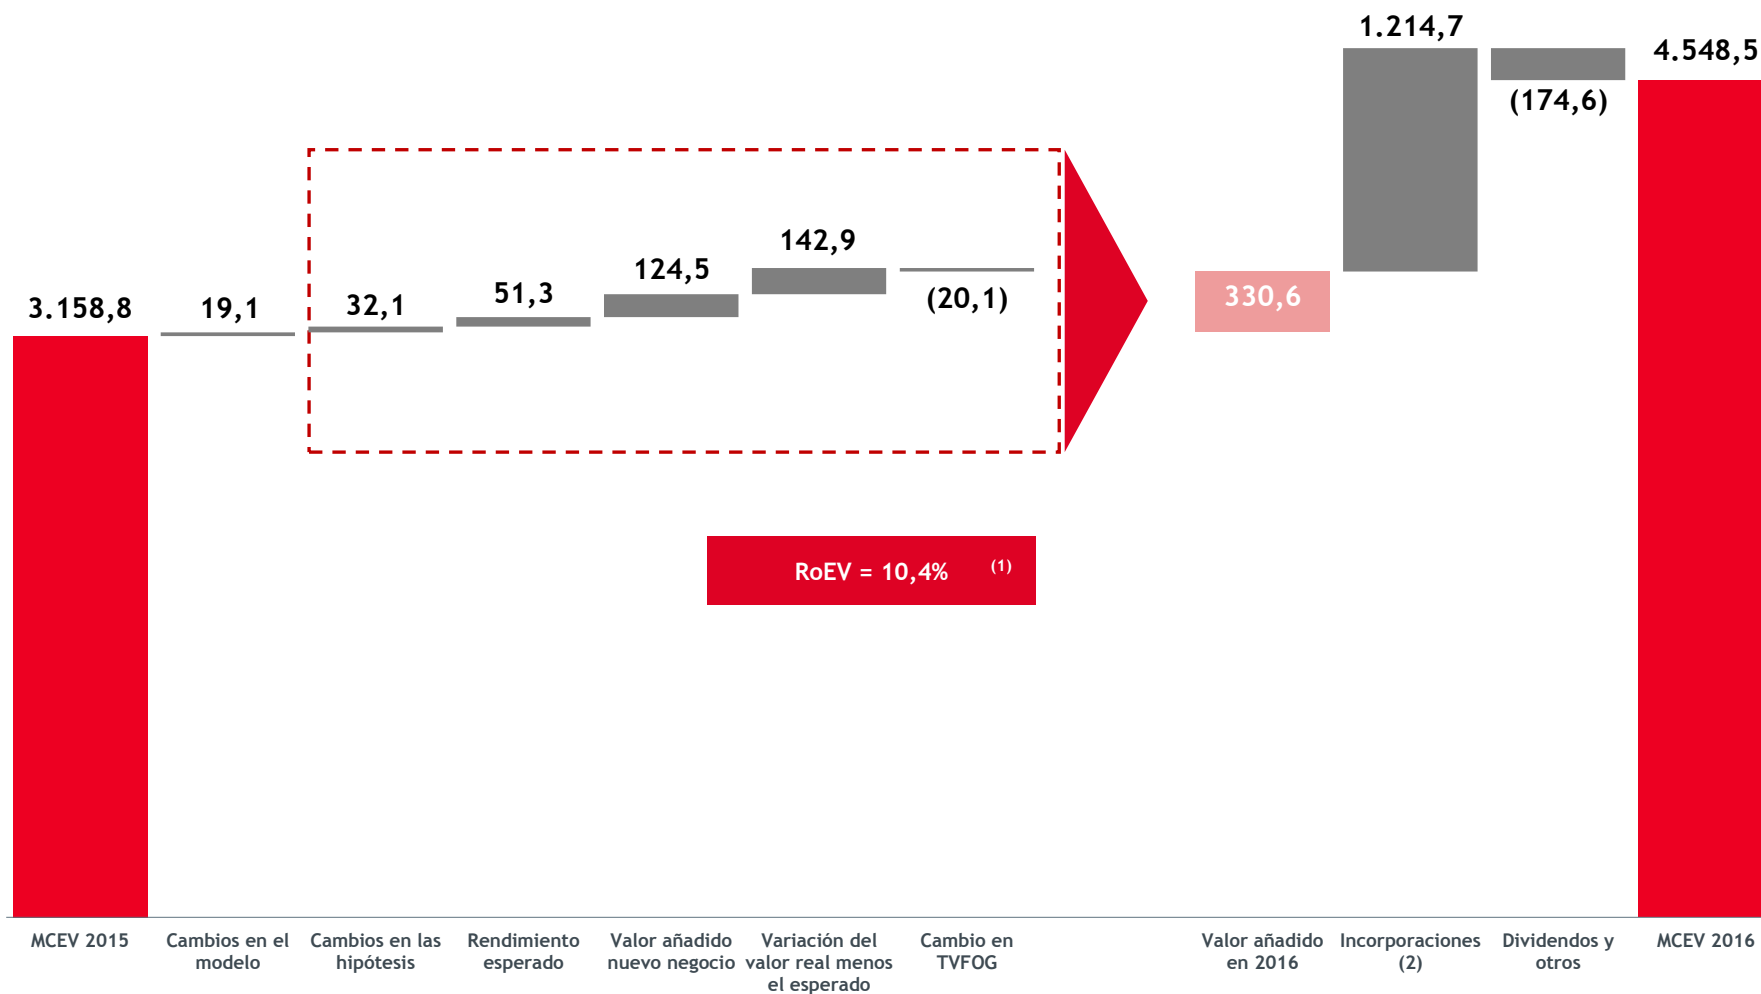 1.214,7
4.548,5
(174,6)
142,9
124,5
51,3
32,1
19,1
3.158,8
(20,1)
330,6
RoEV = 10,4% (1)
MCEV 2015
Cambios en el
modelo
Cambios en las
hipótesis
Rendimiento
esperado
Valor añadido
nuevo negocio
Variación del
valor real menos
el esperado
Cambio en
TVFOG
Valor añadido
en 2016
Incorporaciones
(2)
Dividendos y
otros
MCEV 2016